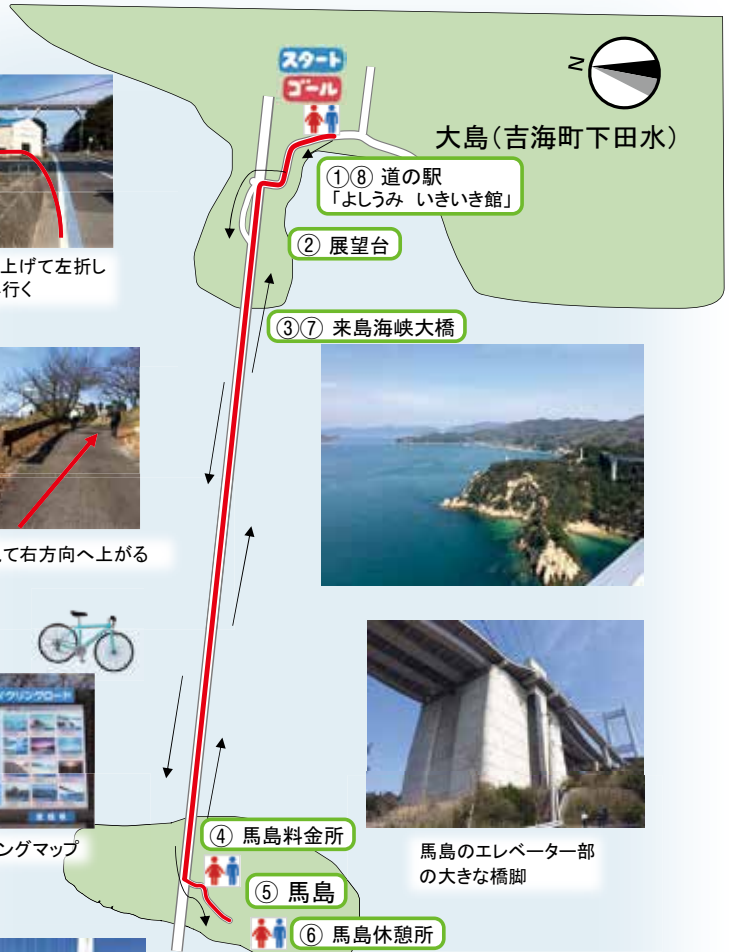 スタート
ゴール
N
大島(吉海町下田水)
①⑧ 道の駅
「よしうみ いきいき館」
上げて左折し
行く
② 展望台
③⑦ 来島海峡大橋
て右方向へ上がる
イクリングロード
ングマップ
④ 馬島料金所
⑤ 馬島
⑥ 馬島休憩所
馬島のエレベーター部
の大きな橋脚